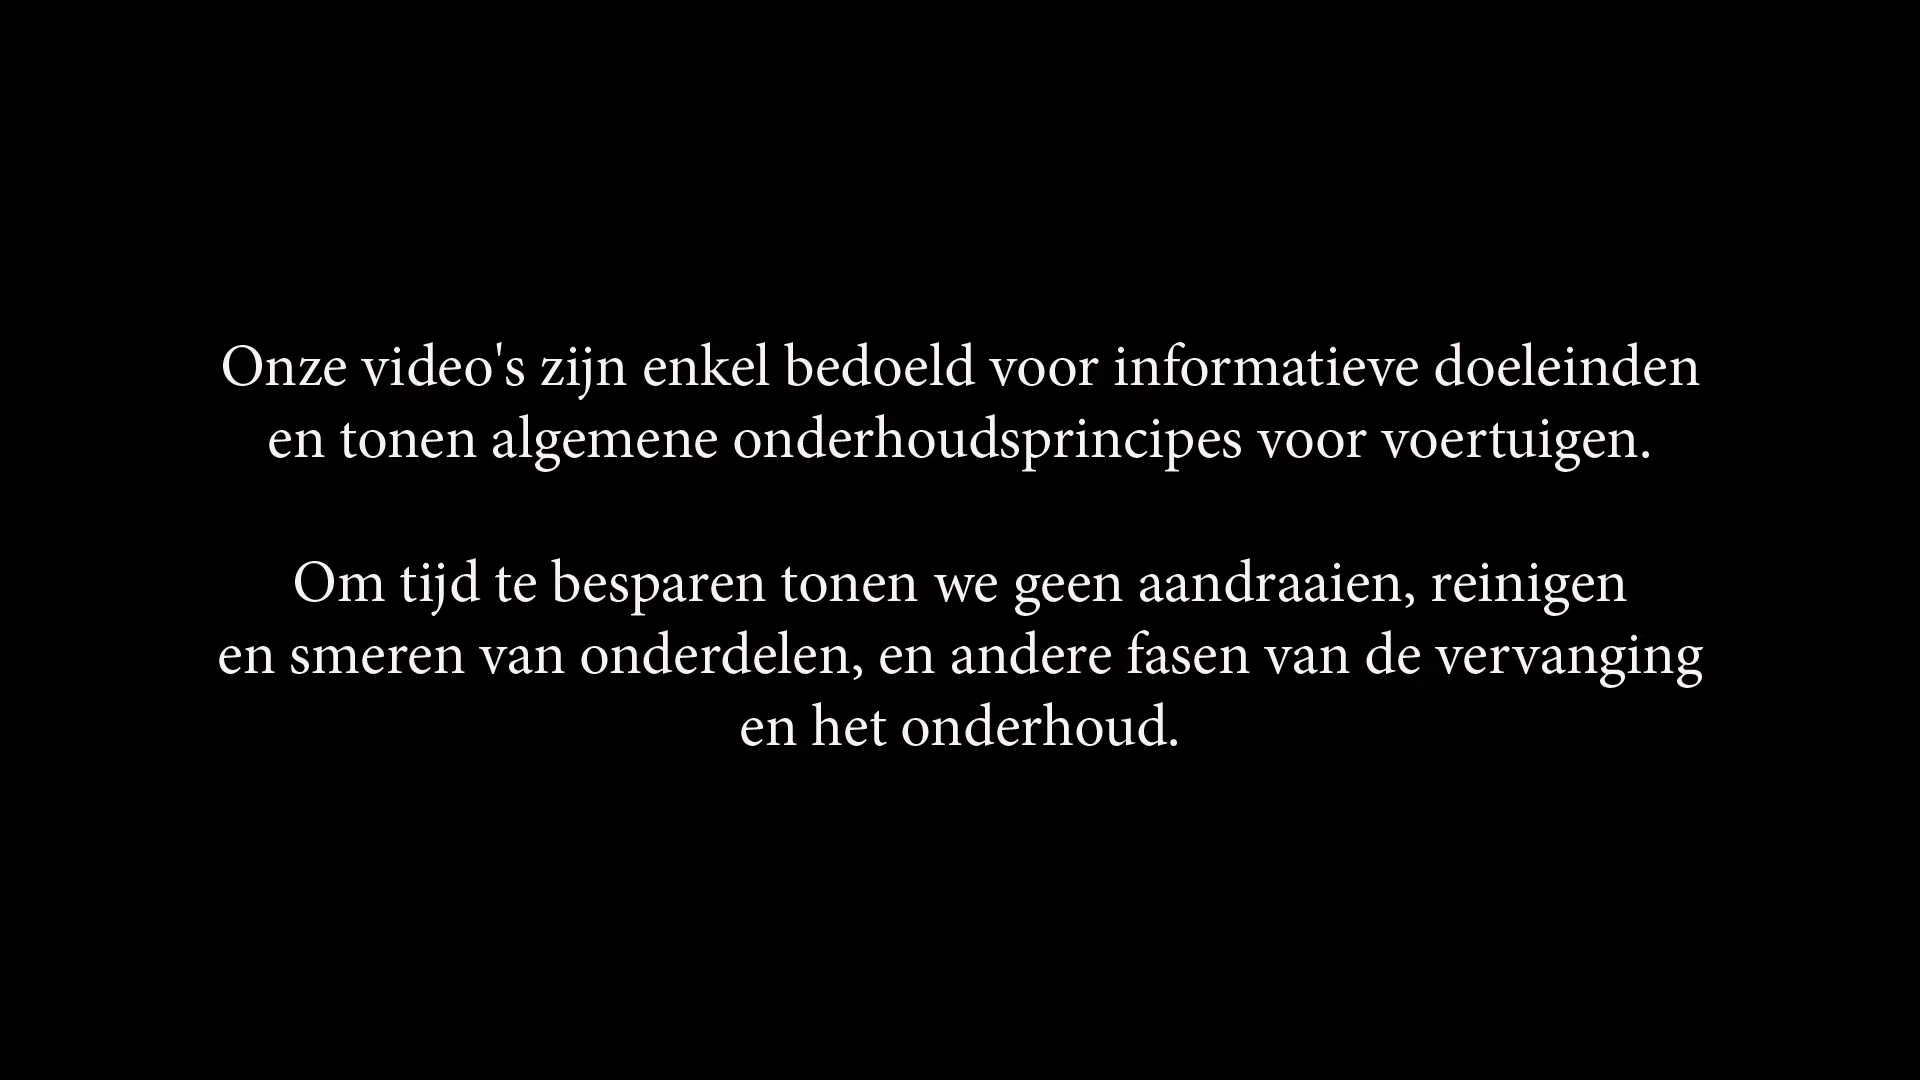 Onze video's zijn enkel bedoeld voor informatieve doeleinden
en tonen algemene onderhoudsprincipes voor voertuigen.
Om tijd te besparen tonen we geen aandraaien, reinigen
en smeren van onderdelen, en andere fasen van de vervanging
en het onderhoud.